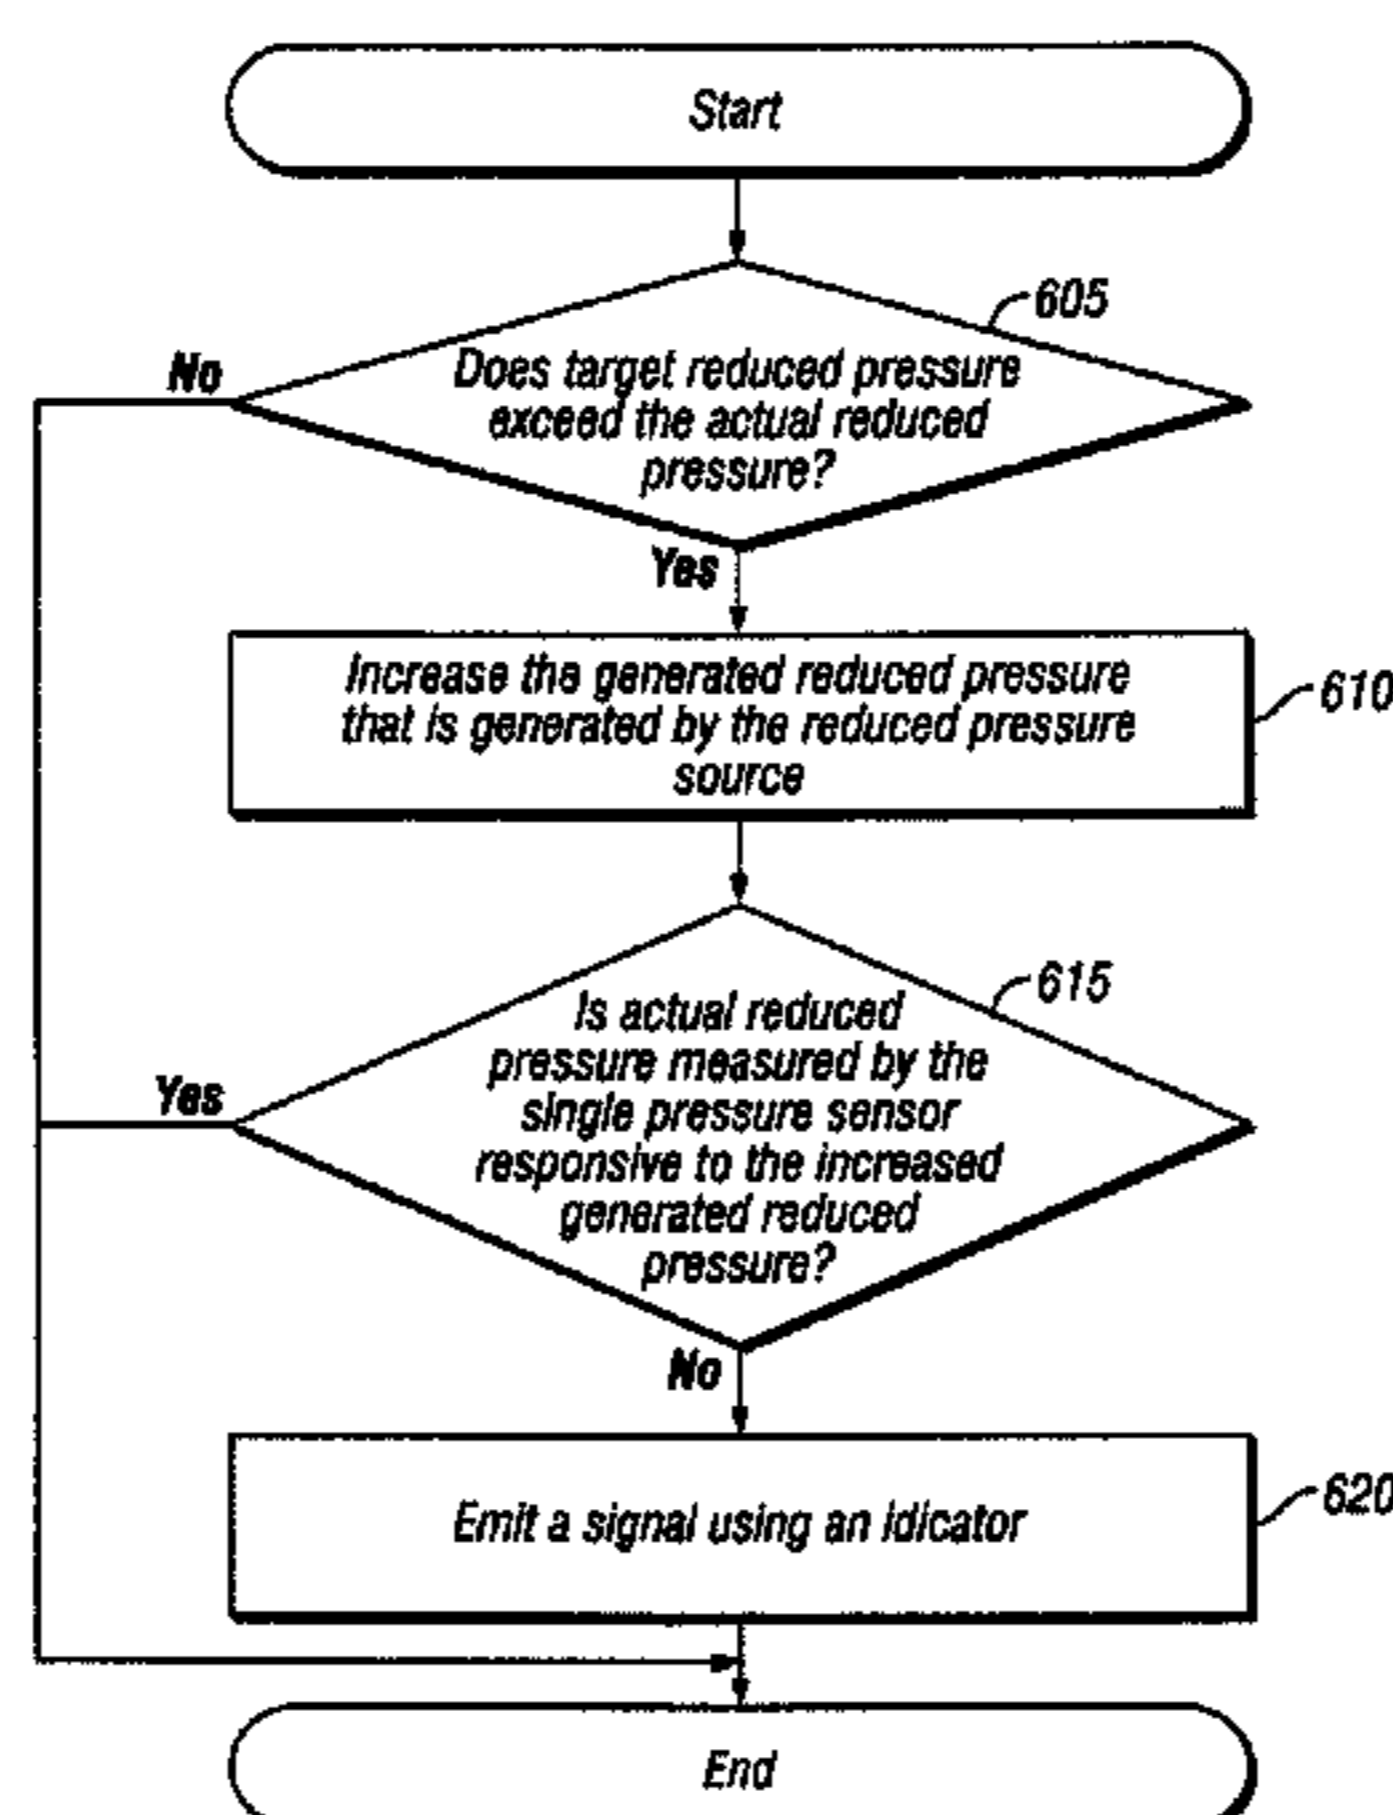 Start
605
No
Does target reduced pressure
exceed the actual reduced
pressure?
Yes
Increase the generated reduced pressure
that is generated by the reduced pressure
source
610
615
Is actual reduced
pressure measured by the
single pressure sensor
responsive to the increased
generated reduced
pressure?
Yes
No
Emit a signal using an idicator
620
End